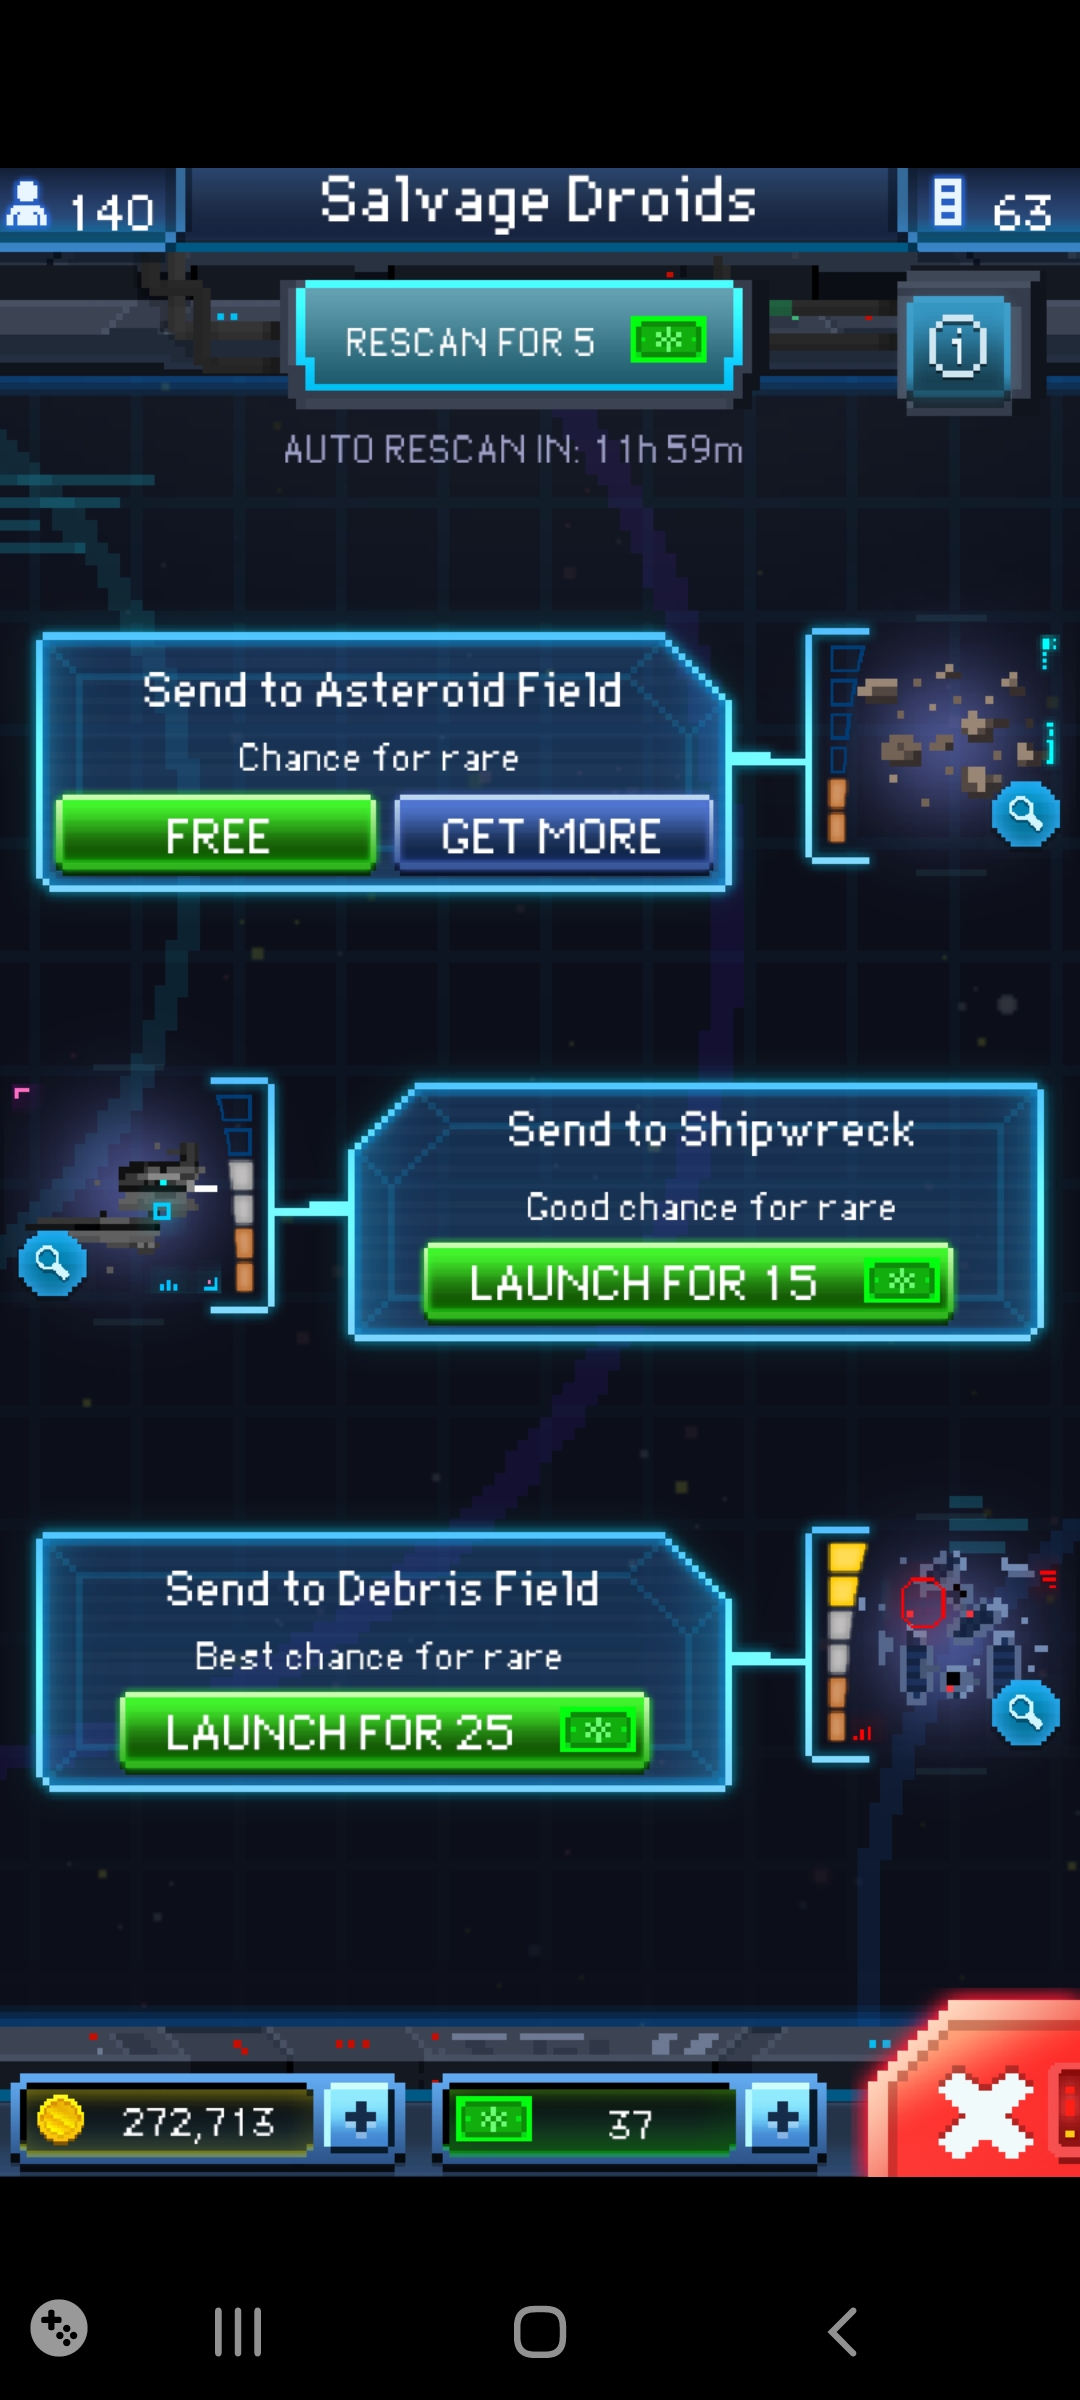 140
Salvage Droids
63
RESCAN FOR 5
i
AUTO RESCAN IN: 11h 59m
Send to Asteroid Field
Chance for rare
FREE
GET MORE
Send to Shipwreck
Good chance for rare
LAUNCH FOR 15
Send to Debris Field
Best chance for rare
LAUNCH FOR 25
272,713
37